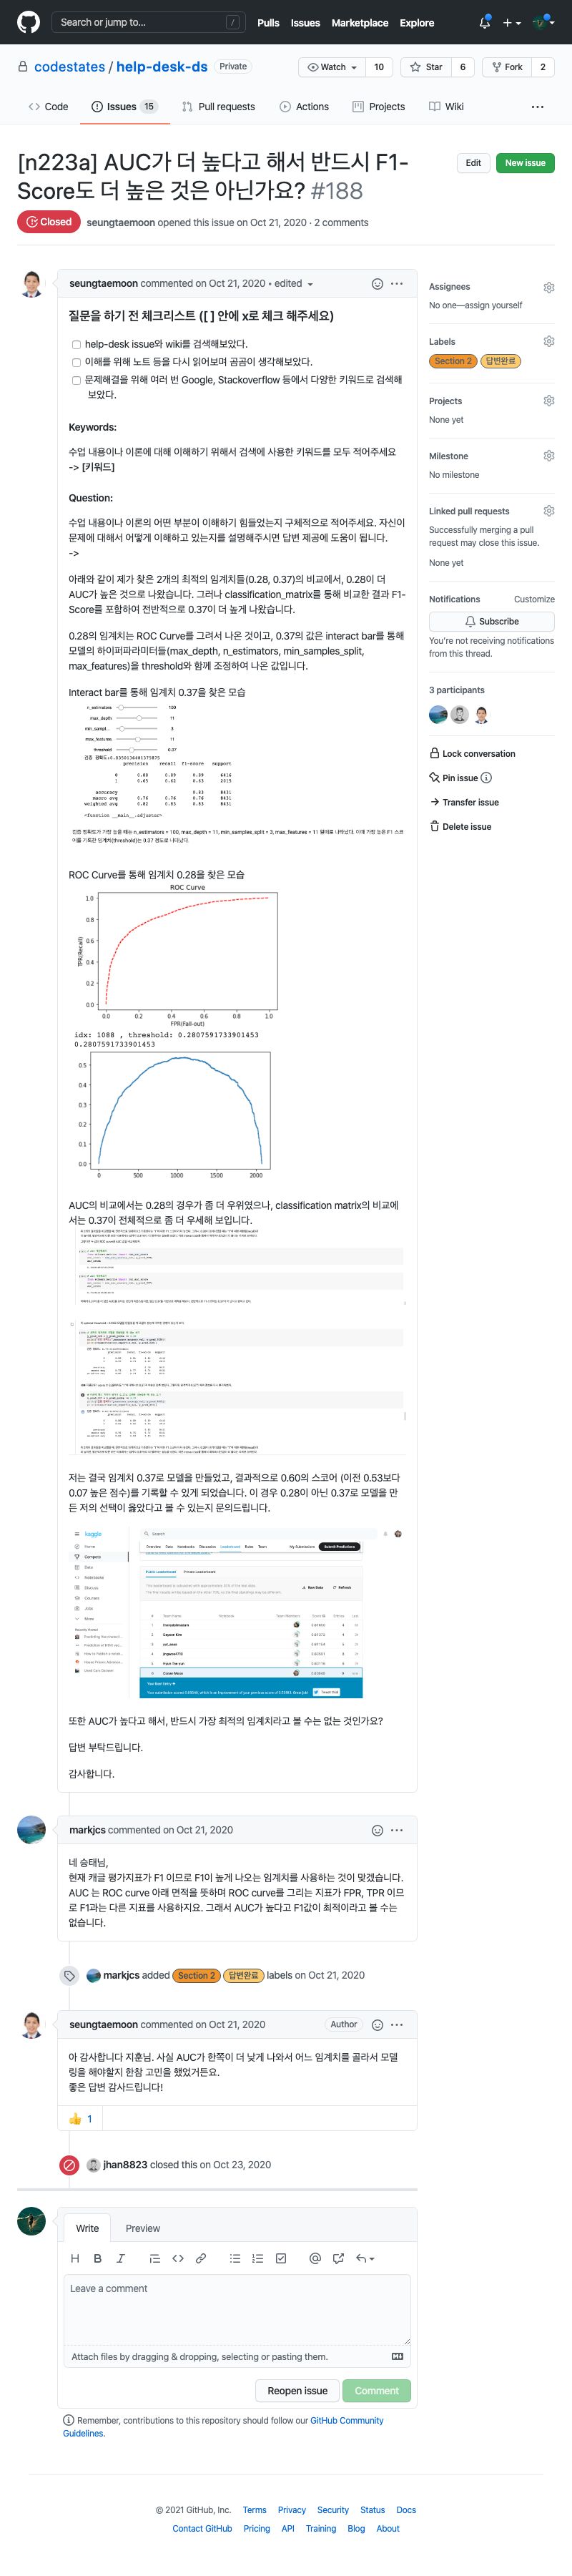 Search or jump to...
/
Pulls Issues Marketplace Explore
codestates / help-desk-ds Private
Watch 10 Star 6 Fork 2
Code Issues 15 Pull requests Actions Projects Wiki
[n223a] AUC가 더 높다고 해서 반드시 F1-
Score도 더 높은 것은 아닌가요? #188
Edit New issue
Closed seungtaemoon opened this issue on Oct 21, 2020 · 2 comments
seungtaemoon commented on Oct 21, 2020 • edited
질문을 하기 전 체크리스트 ([ ] 안에 x로 체크 해주세요)
help-desk issue와 wiki를 검색해보았다.
이해를 위해 노트 등을 다시 읽어보며 곰곰이 생각해보았다.
문제해결을 위해 여러 번 Google, Stackoverflow 등에서 다양한 키워드로 검색해
보았다.
Keywords:
수업 내용이나 이론에 대해 이해하기 위해서 검색에 사용한 키워드를 모두 적어주세요
-> [키워드]
Question:
수업 내용이나 이론의 어떤 부분이 이해하기 힘들었는지 구체적으로 적어주세요. 자신이
문제에 대해서 어떻게 이해하고 있는지를 설명해주시면 답변 제공에 도움이 됩니다.
->
아래와 같이 제가 찾은 2개의 최적의 임계치들(0.28, 0.37)의 비교에서, 0.28이 더
AUC가 높은 것으로 나왔습니다. 그러나 classification_matrix를 통해 비교한 결과 F1-
Score를 포함하여 전반적으로 0.37이 더 높게 나왔습니다.
0.28의 임계치는 ROC Curve를 그려서 나온 것이고, 0.37의 값은 interact bar를 통해
모델의 하이퍼파라미터들(max_depth, n_estimators, min_samples_split,
max_features)을 threshold와 함께 조정하여 나온 값입니다.
Interact bar를 통해 임계치 0.37을 찾은 모습
n_estimators 100
max_depth 11
min_sampl... 3
max_features 11
threshold 0.37
precision recall f1-score support
accuracy 0.83 8431
macro avg 0.76 0.76 0.76 8431
weighted avg 0.82 0.83 0.83 8431
<function __main__.adjustor>
ROC Curve를 통해 임계치 0.28을 찾은 모습
ROC Curve
TPR(Recall)
1.0
0.8
0.6
0.4
0.2
0.0
0.0 0.2 0.4 0.6 0.8 1.0
FPR(Fall-out)
idx: 1088 , threshold: 0.2807591733901453
0.2807591733901453
0.5
0.4
0.3
0.2
0.1
0.0
0 500 1000 1500 2000
AUC의 비교에서는 0.28의 경우가 좀 더 우위였으나, classification matrix의 비교에
서는 0.37이 전체적으로 좀 더 우세해 보입니다.
저는 결국 임계치 0.37로 모델을 만들었고, 결과적으로 0.60의 스코어 (이전 0.53보다
0.07 높은 점수)를 기록할 수 있게 되었습니다. 이 경우 0.28이 아닌 0.37로 모델을 만
든 저의 선택이 옳았다고 볼 수 있는지 문의드립니다.
kaggle
Search
Home
Compete
Data
Submit Predictions
또한 AUC가 높다고 해서, 반드시 가장 최적의 임계치라고 볼 수는 없는 것인가요?
답변 부탁드립니다.
감사합니다.
markjcs commented on Oct 21, 2020
네 승태님,
현재 캐글 평가지표가 F1 이므로 F1이 높게 나오는 임계치를 사용하는 것이 맞겠습니다.
AUC 는 ROC curve 아래 면적을 뜻하며 ROC curve를 그리는 지표가 FPR, TPR 이므
로 F1과는 다른 지표를 사용하지요. 그래서 AUC가 높다고 F1값이 최적이라고 볼 수는
없습니다.
markjcs added Section 2 답변완료 labels on Oct 21, 2020
seungtaemoon commented on Oct 21, 2020 Author
아 감사합니다 지훈님. 사실 AUC가 한쪽이 더 낮게 나와서 어느 임계치를 골라서 모델
링을 해야할지 한참 고민을 했었거든요.
좋은 답변 감사드립니다!
👍 1
jhan8823 closed this on Oct 23, 2020
Write Preview
Leave a comment
Attach files by dragging & dropping, selecting or pasting them.
Reopen issue Comment
Remember, contributions to this repository should follow our GitHub Community
Guidelines.
Assignees
No one—assign yourself
Labels
Section 2 답변완료
Projects
None yet
Milestone
No milestone
Linked pull requests
Successfully merging a pull
request may close this issue.
None yet
Notifications Customize
Subscribe
You're not receiving notifications
from this thread.
3 participants
Lock conversation
Pin issue
Transfer issue
Delete issue
© 2021 GitHub, Inc. Terms Privacy Security Status Docs
Contact GitHub Pricing API Training Blog About